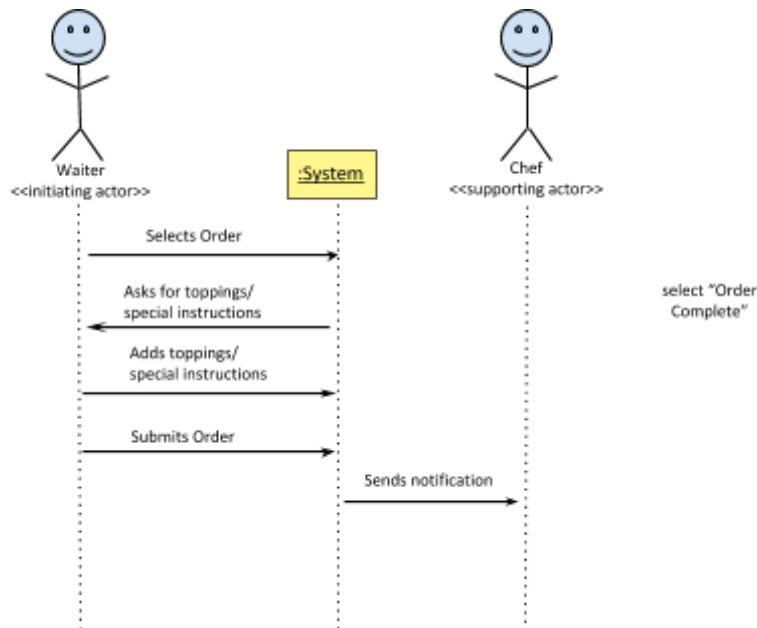 Waiter
<<initiating actor>>
:System
Chef
<<supporting actor>>
Selects Order
Asks for toppings/
special instructions
select “Order
Complete”
Adds toppings/
special instructions
Submits Order
Sends notification